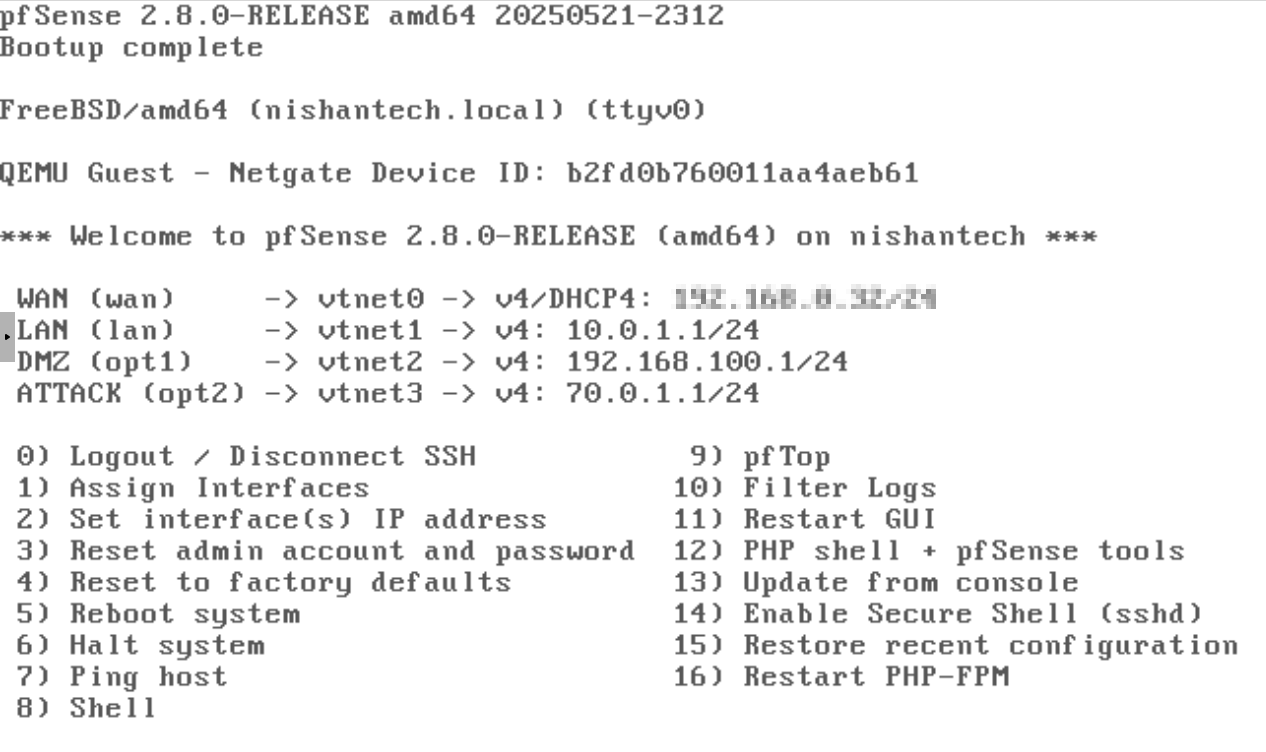 pfSense 2.8.0-RELEASE amd64 20250521-2312
Bootup complete
FreeBSD/amd64 (nishantech.local) (ttyv0)
QEMU Guest - Netgate Device ID: b2fd0b760011aa4aeb61
*** Welcome to pfSense 2.8.0-RELEASE (amd64) on nishantech ***
WAN (wan) -> vtnet0 -> v4/DHCP4:
LAN (lan) -> vtnet1 -> v4: 10.0.1.1/24
DMZ (opt1) -> vtnet2 -> v4: 192.168.100.1/24
ATTACK (opt2) -> vtnet3 -> v4: 70.0.1.1/24
0) Logout / Disconnect SSH 9) pfTop
1) Assign Interfaces 10) Filter Logs
2) Set interface(s) IP address 11) Restart GUI
3) Reset admin account and password 12) PHP shell + pfSense tools
4) Reset to factory defaults 13) Update from console
5) Reboot system 14) Enable Secure Shell (sshd)
6) Halt system 15) Restore recent configuration
7) Ping host 16) Restart PHP-FPM
8) Shell